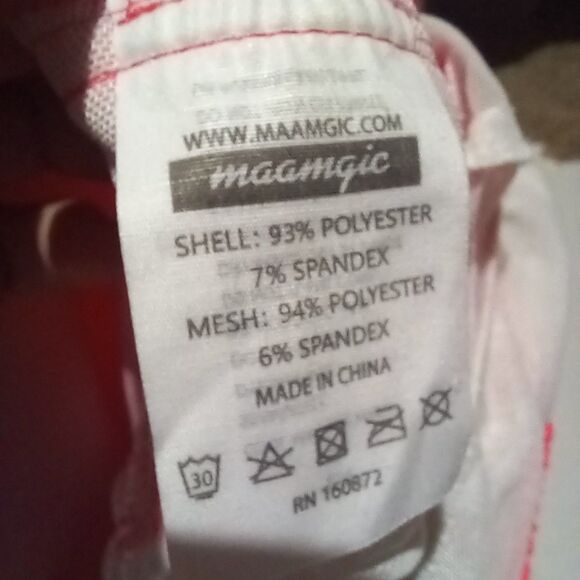 WWW.MAAMGIC.COM
maamgic
SHELL: 93% POLYESTER
7% SPANDEX
MESH: 94% POLYESTER
6% SPANDEX
MADE IN CHINA
30
RN 160872